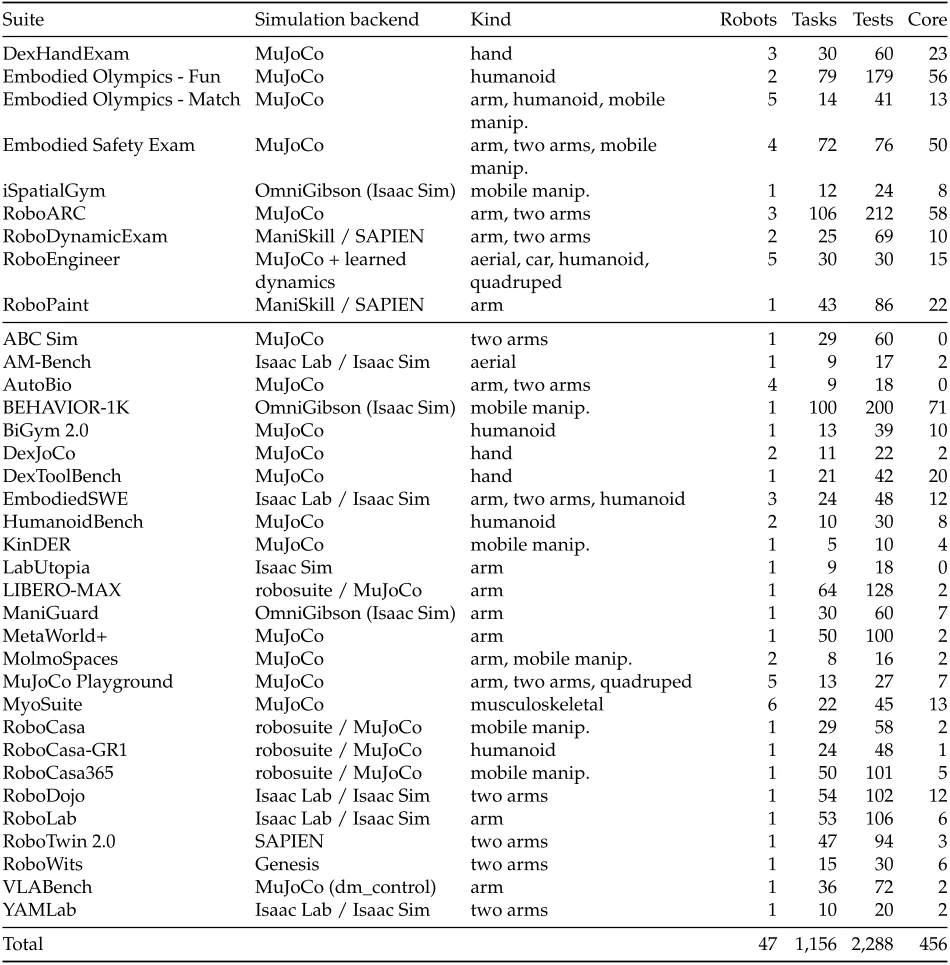 Suite Simulation backend Kind Robots Tasks Tests Core
DexHandExam MuJoCo hand 3 30 60 23
Embodied Olympics - Fun MuJoCo humanoid 2 79 179 56
Embodied Olympics - Match MuJoCo arm, humanoid, mobile 5 14 41 13
manip.
Embodied Safety Exam MuJoCo arm, two arms, mobile 4 72 76 50
manip.
iSpatialGym OmniGibson (Isaac Sim) mobile manip. 1 12 24 8
RoboARC MuJoCo arm, two arms 3 106 212 58
RoboDynamicExam ManiSkill / SAPIEN arm, two arms 2 25 69 10
RoboEngineer MuJoCo + learned aerial, car, humanoid, 5 30 30 15
dynamics quadruped
RoboPaint ManiSkill / SAPIEN arm 1 43 86 22
ABC Sim MuJoCo two arms 1 29 60 0
AM-Bench Isaac Lab / Isaac Sim aerial 1 9 17 2
AutoBio MuJoCo arm, two arms 4 9 18 0
BEHAVIOR-1K OmniGibson (Isaac Sim) mobile manip. 1 100 200 71
BiGym 2.0 MuJoCo humanoid 1 13 39 10
DexJoCo MuJoCo hand 2 11 22 2
DexToolBench MuJoCo hand 1 21 42 20
EmbodiedSWE Isaac Lab / Isaac Sim arm, two arms, humanoid 3 24 48 12
HumanoidBench MuJoCo humanoid 2 10 30 8
KinDER MuJoCo mobile manip. 1 5 10 4
LabUtopia Isaac Sim arm 1 9 18 0
LIBERO-MAX robosuite / MuJoCo arm 1 64 128 2
ManiGuard OmniGibson (Isaac Sim) arm 1 30 60 7
MetaWorld+ MuJoCo arm 1 50 100 2
MolmoSpaces MuJoCo arm, mobile manip. 2 8 16 2
MuJoCo Playground MuJoCo arm, two arms, quadruped 5 13 27 7
MyoSuite MuJoCo musculoskeletal 6 22 45 13
RoboCasa robosuite / MuJoCo mobile manip. 1 29 58 2
RoboCasa-GR1 robosuite / MuJoCo humanoid 1 24 48 1
RoboCasa365 robosuite / MuJoCo mobile manip. 1 50 101 5
RoboDojo Isaac Lab / Isaac Sim two arms 1 54 102 12
RoboLab Isaac Lab / Isaac Sim arm 1 53 106 6
RoboTwin 2.0 SAPIEN two arms 1 47 94 3
RoboWits Genesis two arms 1 15 30 6
VLABench MuJoCo (dm_control) arm 1 36 72 2
YAMLab Isaac Lab / Isaac Sim two arms 1 10 20 2
Total 47 1,156 2,288 456